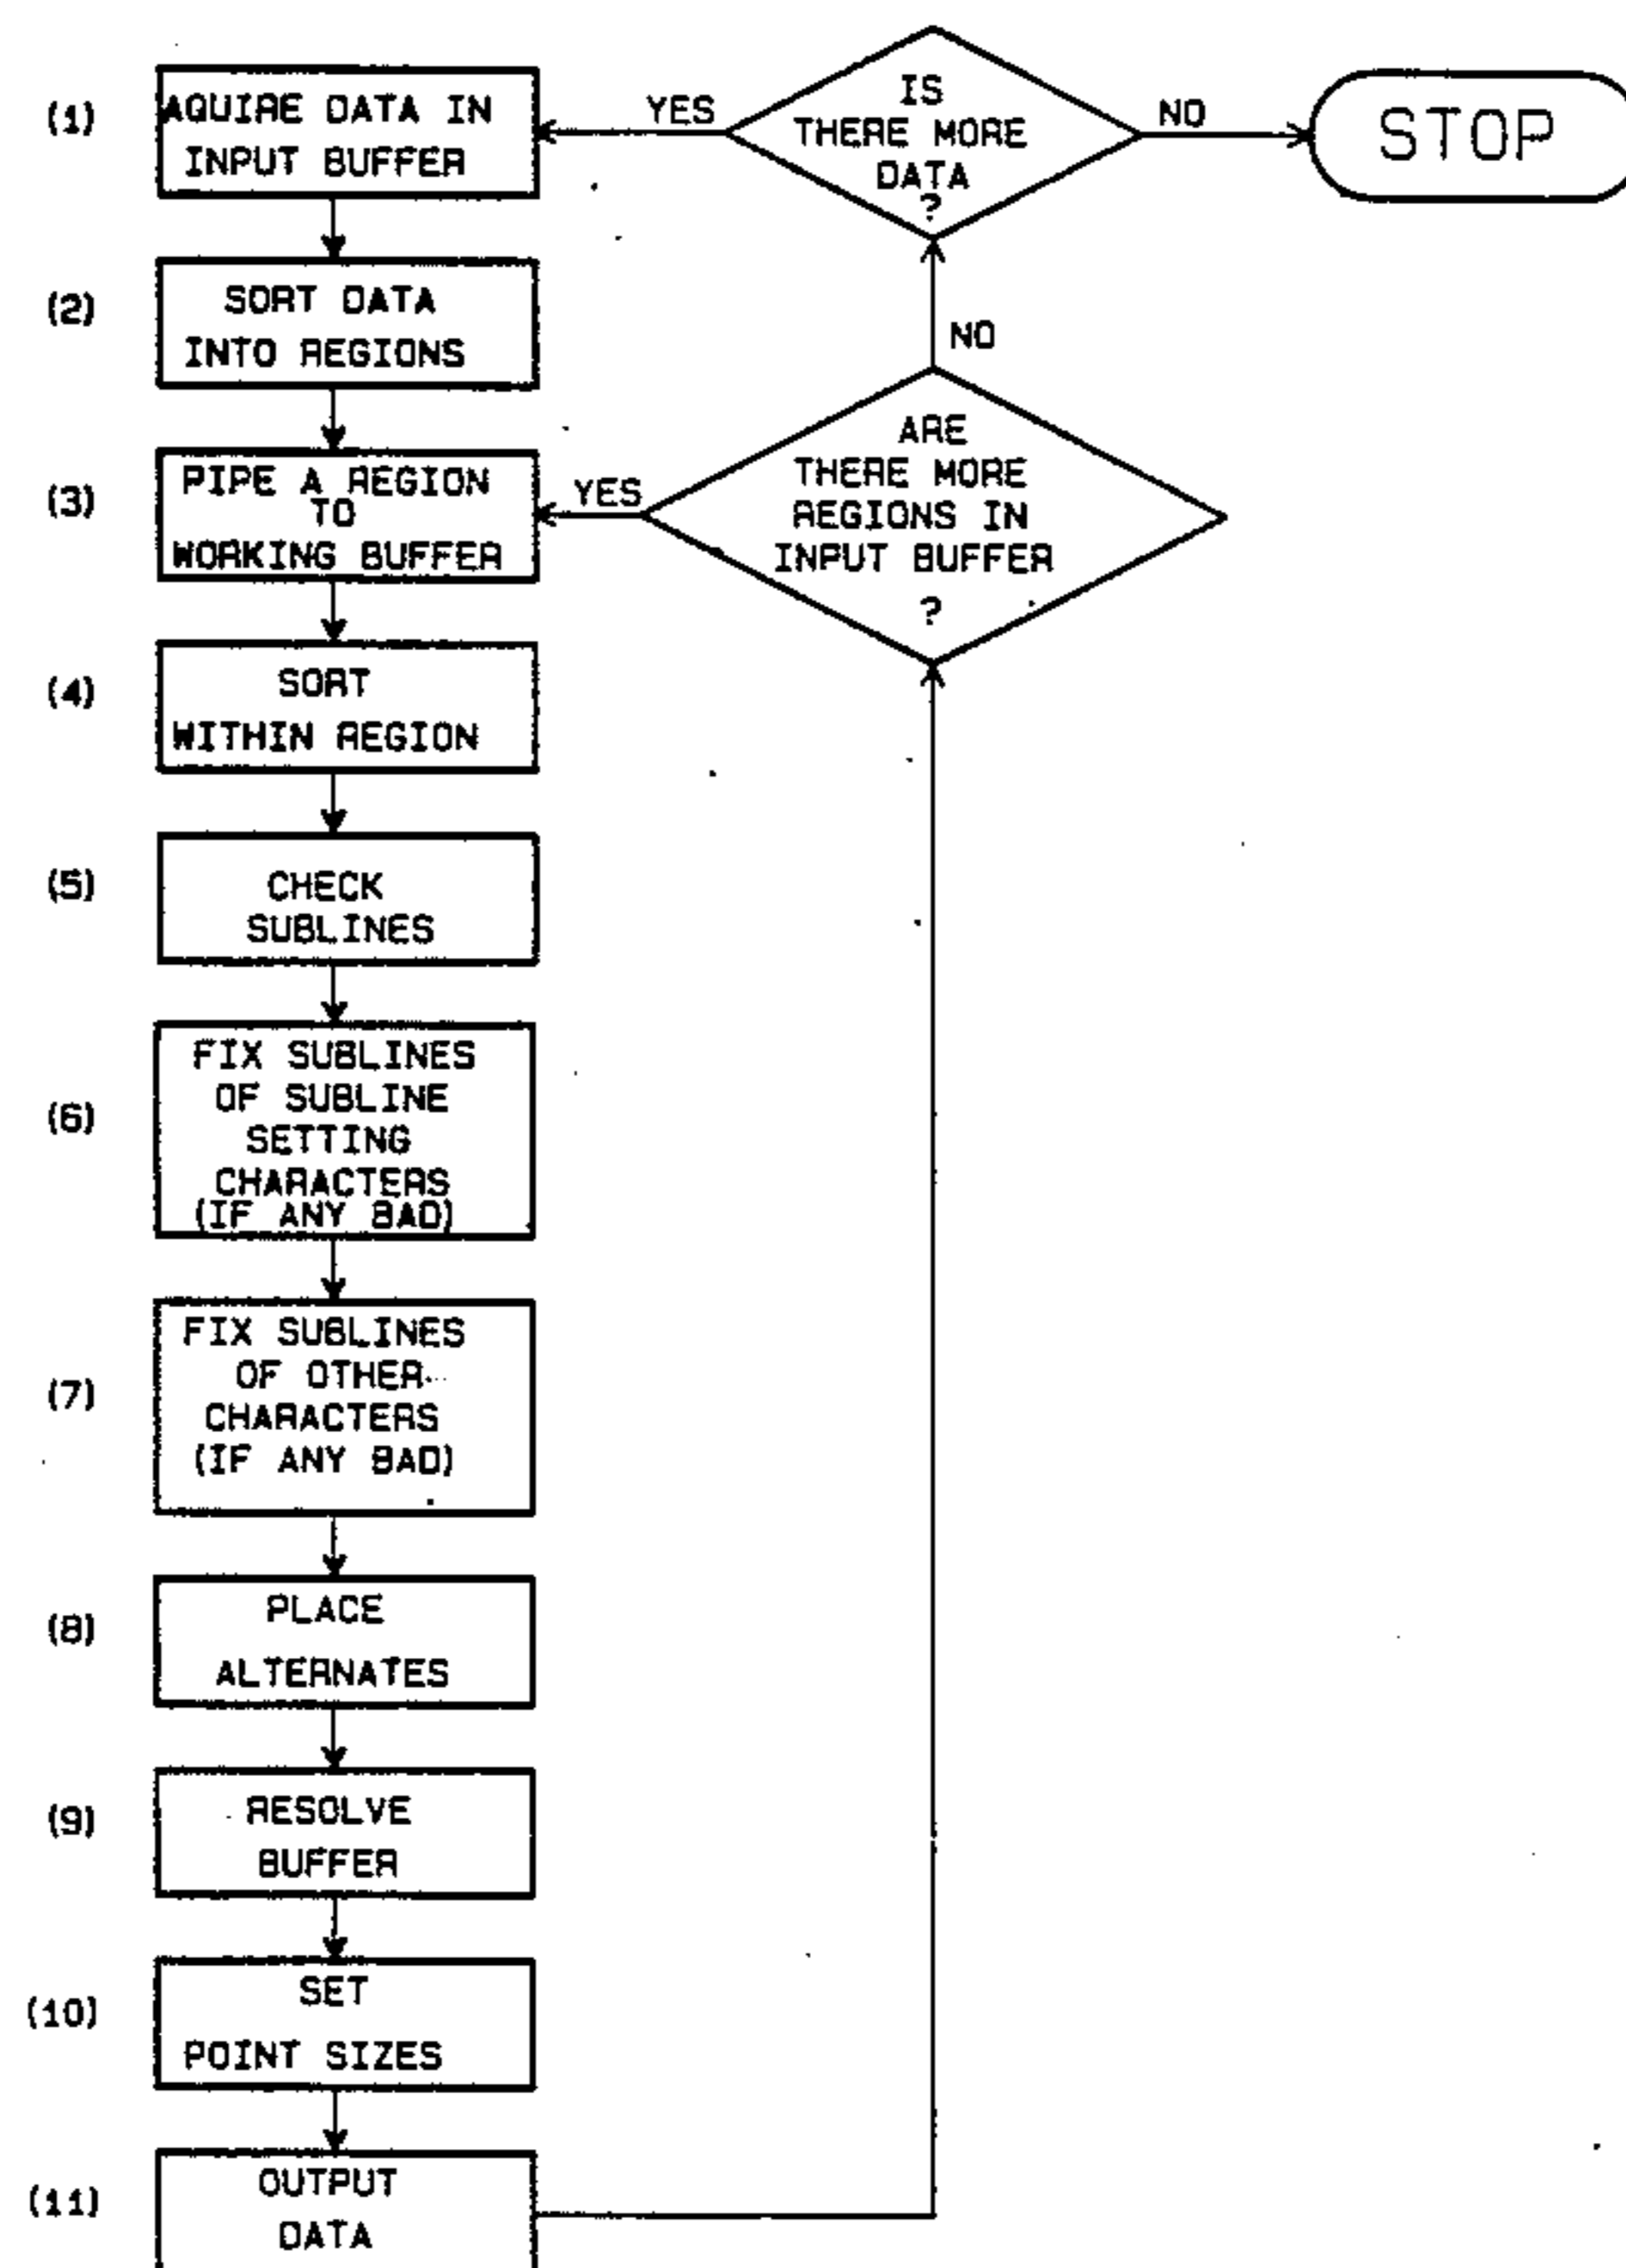 (1)
AQUIRE DATA IN
INPUT BUFFER
YES
IS
THERE MORE
DATA
?
NO
STOP
(2)
SORT DATA
INTO REGIONS
NO
(3)
PIPE A REGION
TO
WORKING BUFFER
YES
ARE
THERE MORE
REGIONS IN
INPUT BUFFER
?
(4)
SORT
WITHIN REGION
(5)
CHECK
SUBLINES
(6)
FIX SUBLINES
OF SUBLINE
SETTING
CHARACTERS
(IF ANY BAD)
(7)
FIX SUBLINES
OF OTHER
CHARACTERS
(IF ANY BAD)
(8)
PLACE
ALTERNATES
(9)
RESOLVE
BUFFER
(10)
SET
POINT SIZES
(11)
OUTPUT
DATA